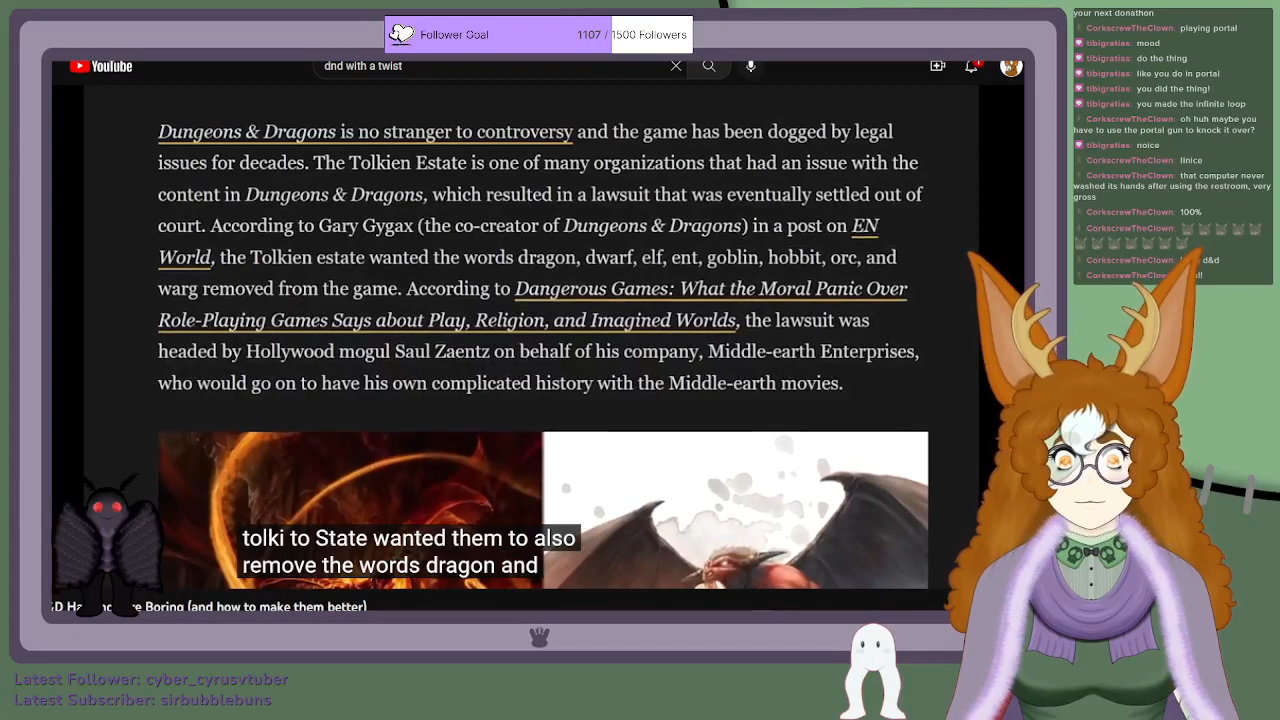 Follower Goal 1107 / 1500 Followers
YouTube
dnd with a twist
Dungeons & Dragons is no stranger to controversy and the game has been dogged by legal
issues for decades. The Tolkien Estate is one of many organizations that had an issue with the
content in Dungeons & Dragons, which resulted in a lawsuit that was eventually settled out of
court. According to Gary Gygax (the co-creator of Dungeons & Dragons) in a post on EN
World, the Tolkien estate wanted the words dragon, dwarf, elf, ent, goblin, hobbit, orc, and
warg removed from the game. According to Dangerous Games: What the Moral Panic Over
Role-Playing Games Says about Play, Religion, and Imagined Worlds, the lawsuit was
headed by Hollywood mogul Saul Zaentz on behalf of his company, Middle-earth Enterprises,
who would go on to have his own complicated history with the Middle-earth movies.
tolki to State wanted them to also
remove the words dragon and
Boring (and how to make them better)
Latest Follower: cyber_cyrusvtuber
Latest Subscriber: sirbubblebuns
your next donathon
CorkscrewTheClown: playing portal
tibigratias: mood
tibigratias: do the thing
tibigratias: like you do in portal
tibigratias: you did the thing!
tibigratias: you made the infinite loop
CorkscrewTheClown: oh huh maybe you
have to use the portal gun to knock it over?
tibigratias: noice
CorkscrewTheClown: linice
CorkscrewTheClown: that computer never
washed its hands after using the restroom, very
gross
CorkscrewTheClown: 100%
CorkscrewTheClown:
CorkscrewTheClown: d&d
CorkscrewTheClown: